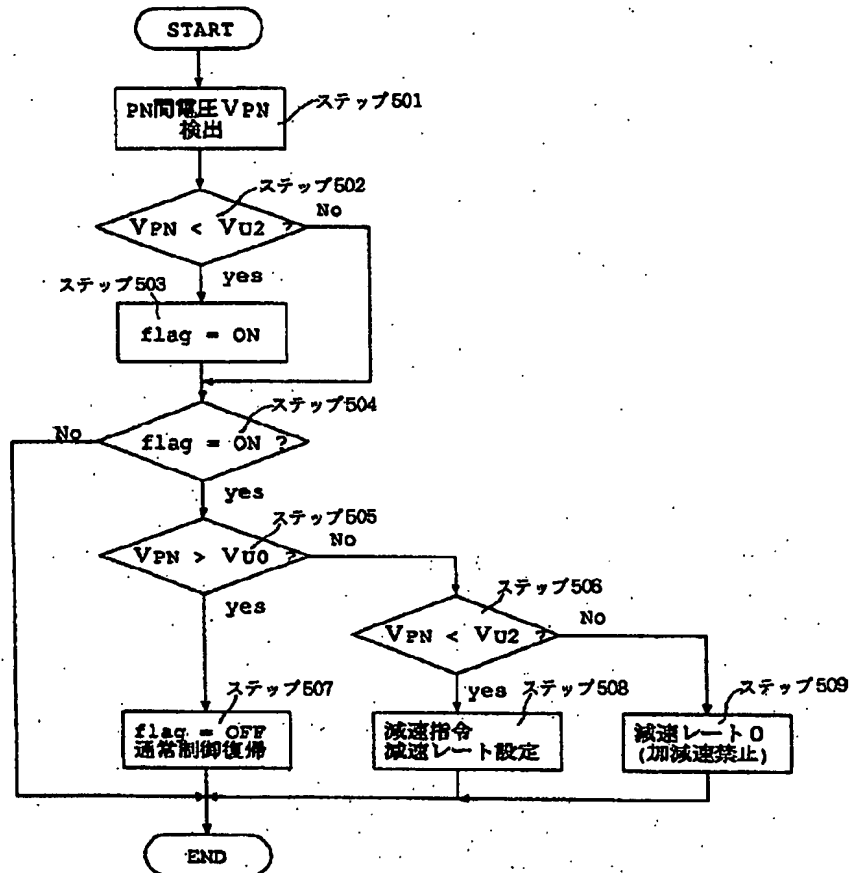 START
PN間電圧VPN
検出
ステップ501
ステップ502
VPN < VU2 ?
No
yes
ステップ503
flag = ON
ステップ504
flag = ON ?
No
yes
ステップ505
VPN > VU0 ?
No
yes
ステップ506
VPN < VU2 ?
No
yes
ステップ507
flag = OFF
通常制御復帰
ステップ508
減速指令
減速レート設定
ステップ509
減速レート0
(加減速禁止)
END